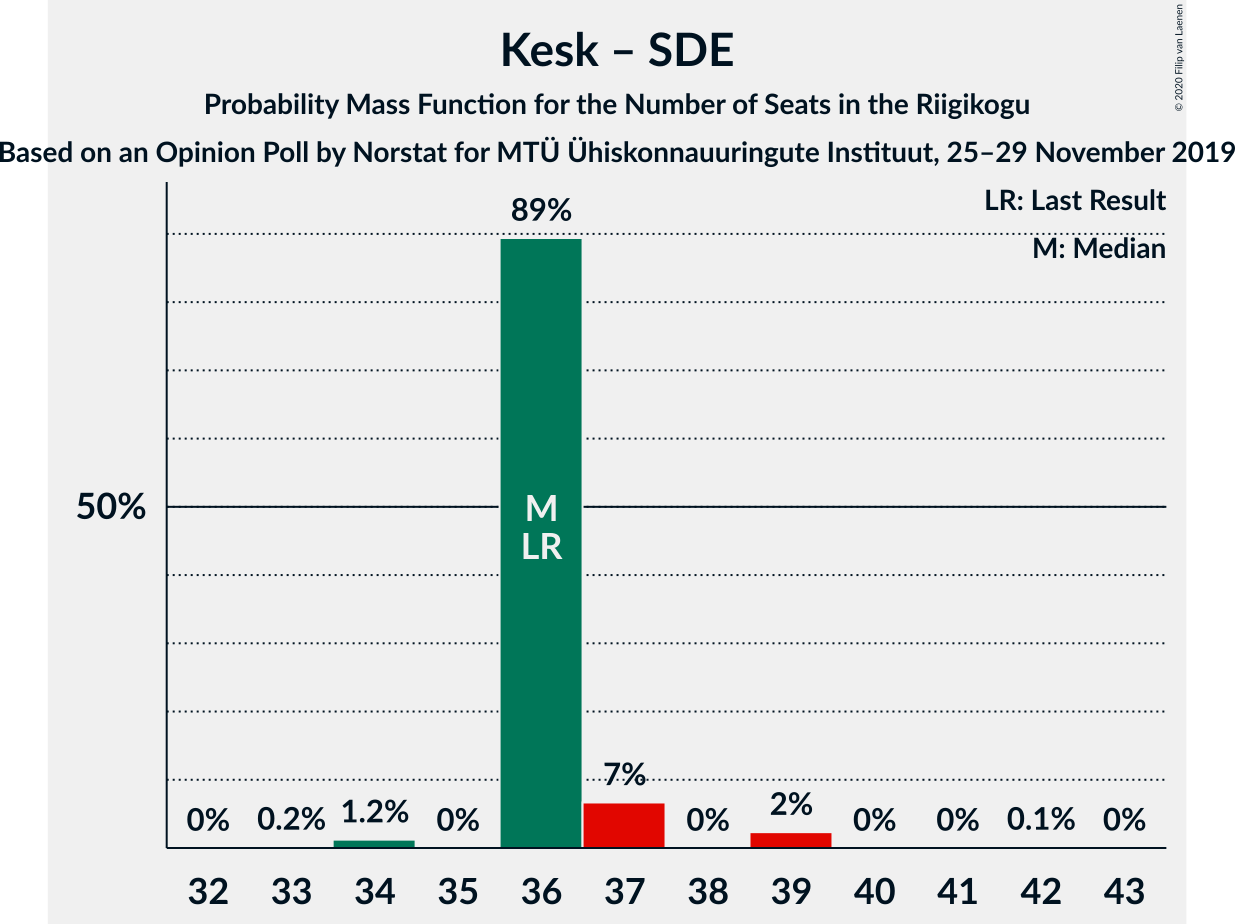 Kesk – SDE
Probability Mass Function for the Number of Seats in the Riigikogu
Based on an Opinion Poll by Norstat for MTÜ Ühiskonnauuringute Instituut, 25–29 November 2019
© 2020 Filip van Laenen
LR: Last Result
M: Median
89%
50%
M
LR
0% 0.2% 1.2% 0% 7% 0% 2% 0% 0% 0.1% 0%
32 33 34 35 36 37 38 39 40 41 42 43